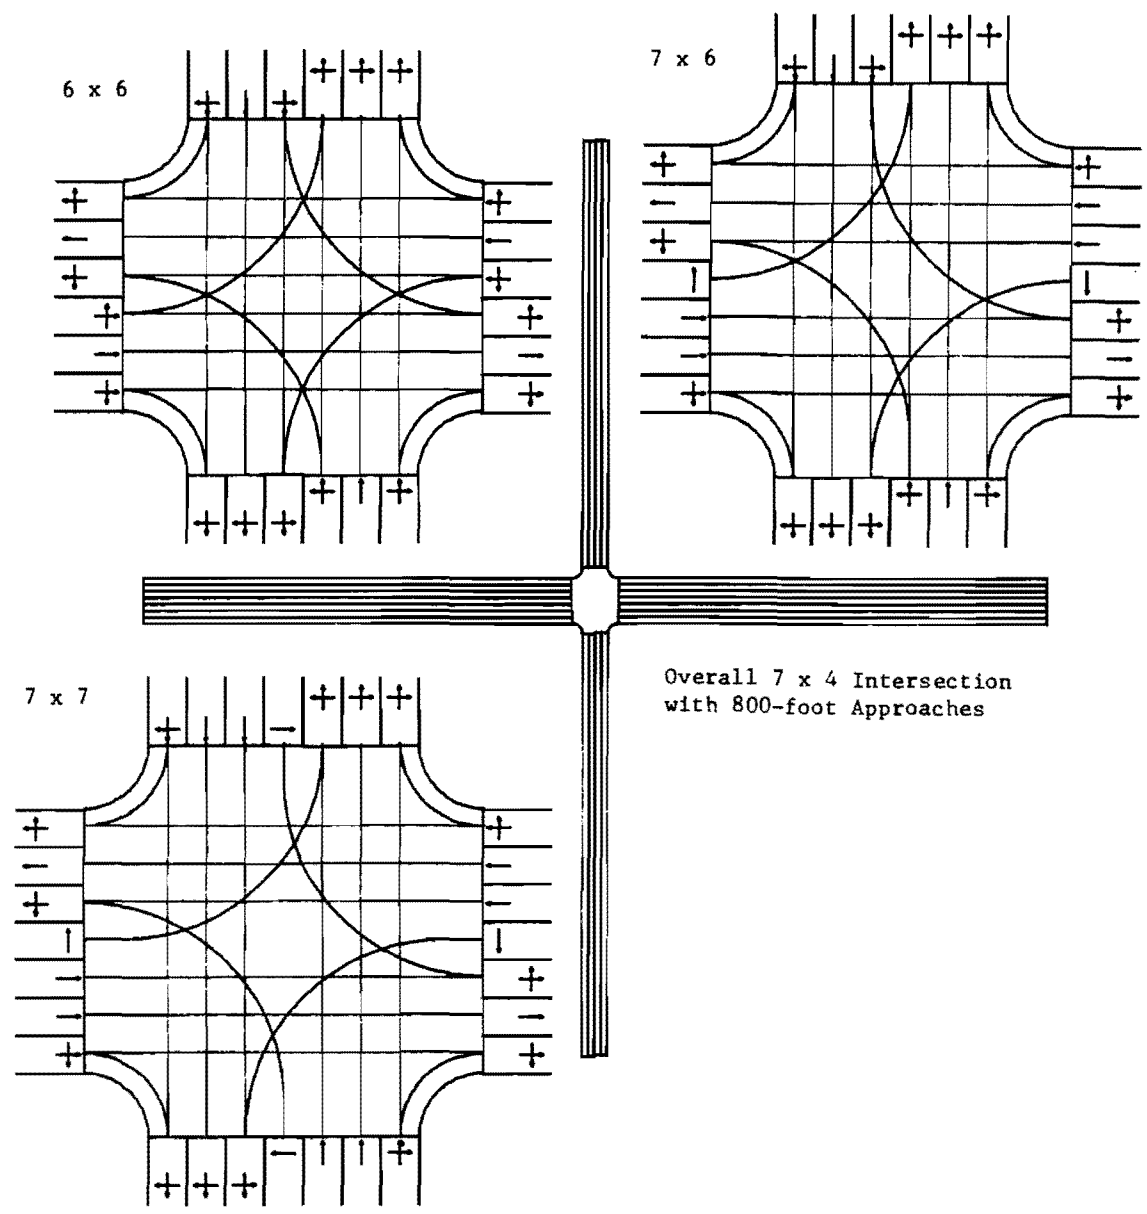 6 x 6
7 x 6
Overall 7 x 4 Intersection
with 800-foot Approaches
7 x 7